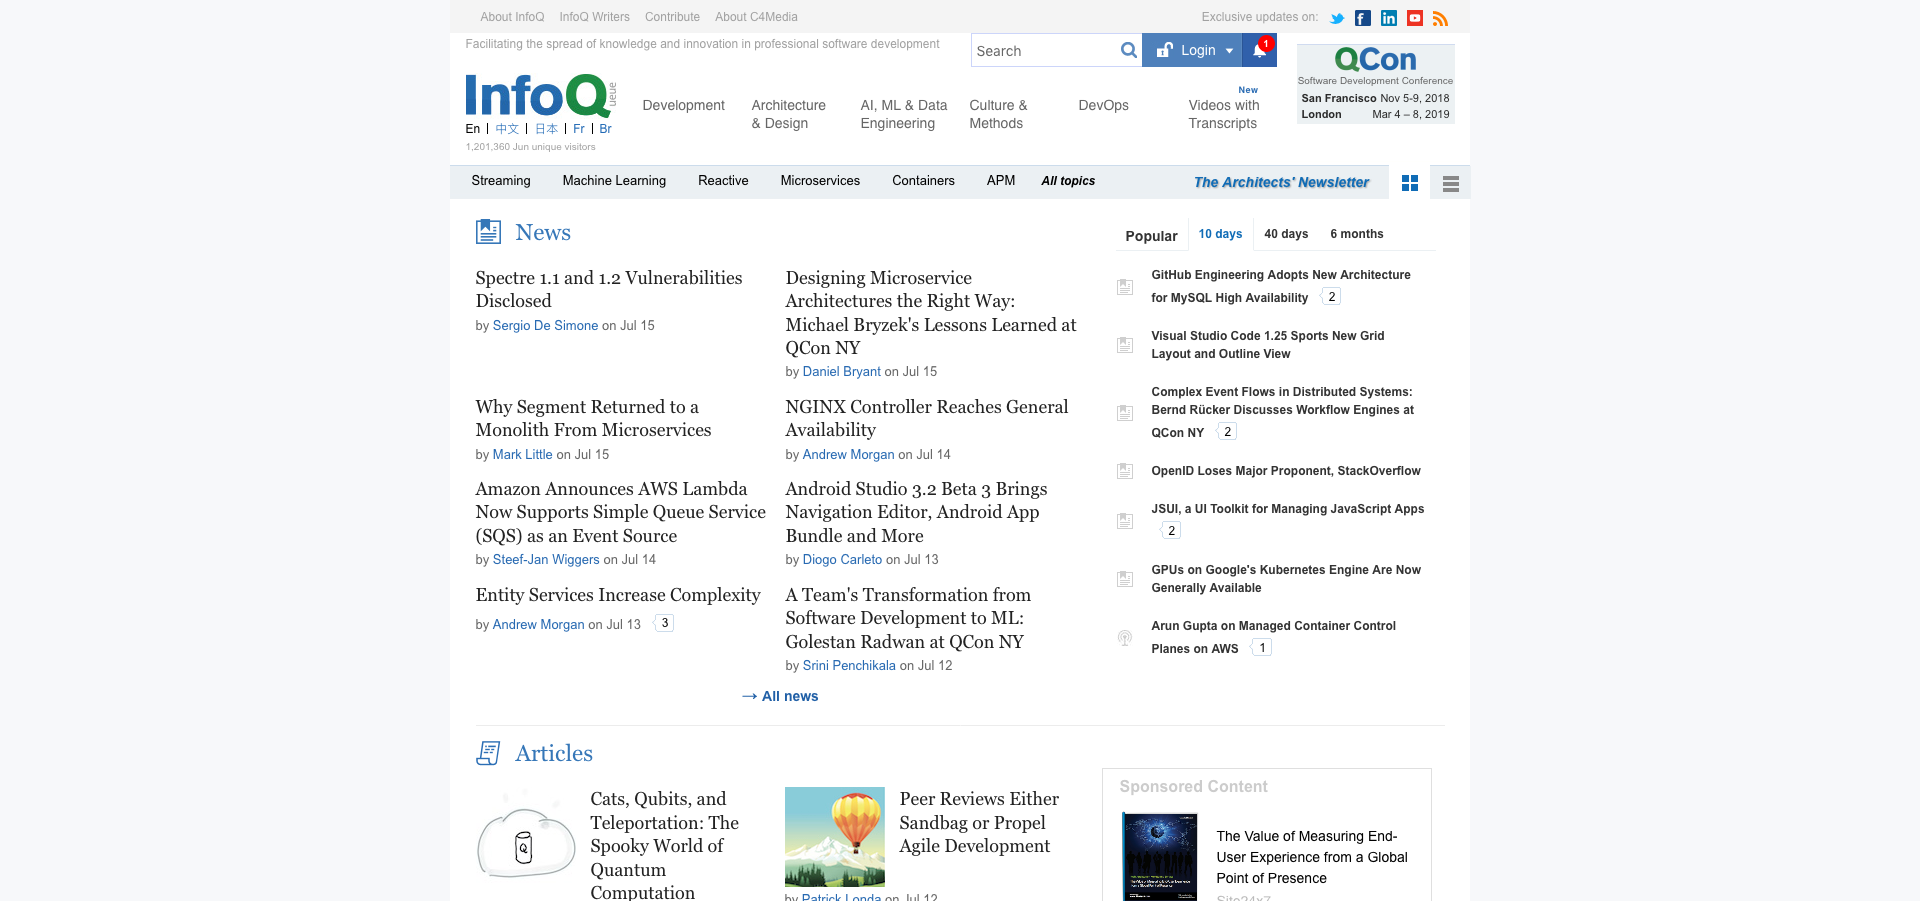 About InfoQ InfoQ Writers Contribute About C4Media
Exclusive updates on:
Facilitating the spread of knowledge and innovation in professional software development
Search
Login
1
QCon
Software Development Conference
San Francisco Nov 5-9, 2018
London Mar 4 – 8, 2019
InfoQ
En | 中文 | 日本 | Fr | Br
1,201,360 Jun unique visitors
Development
Architecture
& Design
AI, ML & Data
Engineering
Culture &
Methods
DevOps
New
Videos with
Transcripts
Streaming Machine Learning Reactive Microservices Containers APM All topics
The Architects' Newsletter
News
Spectre 1.1 and 1.2 Vulnerabilities
Disclosed
by Sergio De Simone on Jul 15
Designing Microservice
Architectures the Right Way:
Michael Bryzek's Lessons Learned at
QCon NY
by Daniel Bryant on Jul 15
Why Segment Returned to a
Monolith From Microservices
by Mark Little on Jul 15
NGINX Controller Reaches General
Availability
by Andrew Morgan on Jul 14
Amazon Announces AWS Lambda
Now Supports Simple Queue Service
(SQS) as an Event Source
by Steef-Jan Wiggers on Jul 14
Android Studio 3.2 Beta 3 Brings
Navigation Editor, Android App
Bundle and More
by Diogo Carleto on Jul 13
Entity Services Increase Complexity
by Andrew Morgan on Jul 13 3
A Team's Transformation from
Software Development to ML:
Golestan Radwan at QCon NY
by Srini Penchikala on Jul 12
→ All news
Popular 10 days 40 days 6 months
GitHub Engineering Adopts New Architecture
for MySQL High Availability 2
Visual Studio Code 1.25 Sports New Grid
Layout and Outline View
Complex Event Flows in Distributed Systems:
Bernd Rücker Discusses Workflow Engines at
QCon NY 2
OpenID Loses Major Proponent, StackOverflow
JSUI, a UI Toolkit for Managing JavaScript Apps
2
GPUs on Google's Kubernetes Engine Are Now
Generally Available
Arun Gupta on Managed Container Control
Planes on AWS 1
Articles
Cats, Qubits, and
Teleportation: The
Spooky World of
Quantum
Computation
Peer Reviews Either
Sandbag or Propel
Agile Development
by Patrick Londa on Jul 12
Sponsored Content
The Value of Measuring End-
User Experience from a Global
Point of Presence
Site24x7